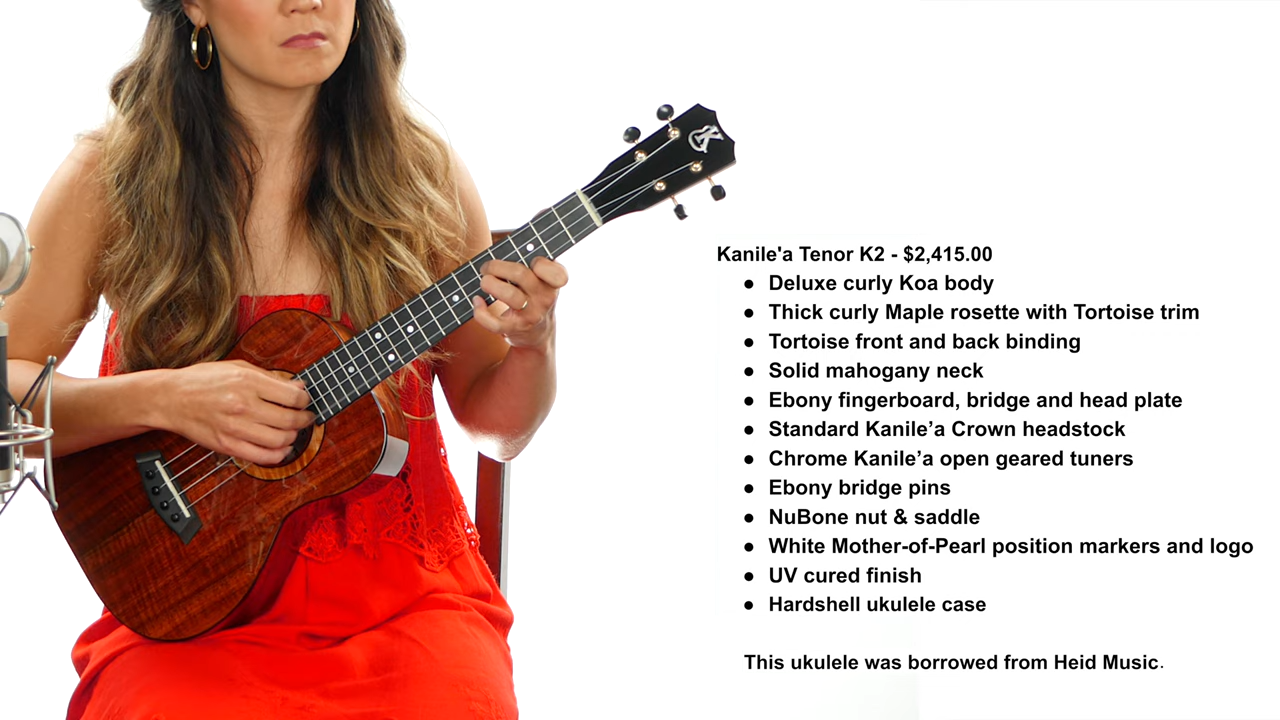 K
Kanile'a Tenor K2 - $2,415.00
● Deluxe curly Koa body
● Thick curly Maple rosette with Tortoise trim
● Tortoise front and back binding
● Solid mahogany neck
● Ebony fingerboard, bridge and head plate
● Standard Kanile’a Crown headstock
● Chrome Kanile’a open geared tuners
● Ebony bridge pins
● NuBone nut & saddle
● White Mother-of-Pearl position markers and logo
● UV cured finish
● Hardshell ukulele case
This ukulele was borrowed from Heid Music.